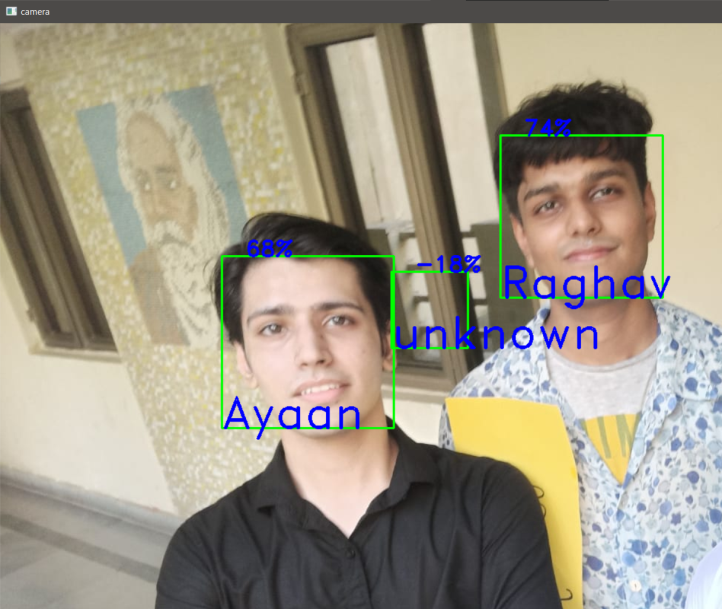 camera
74%
68%
-18%
Raghav
unknown
Ayaan